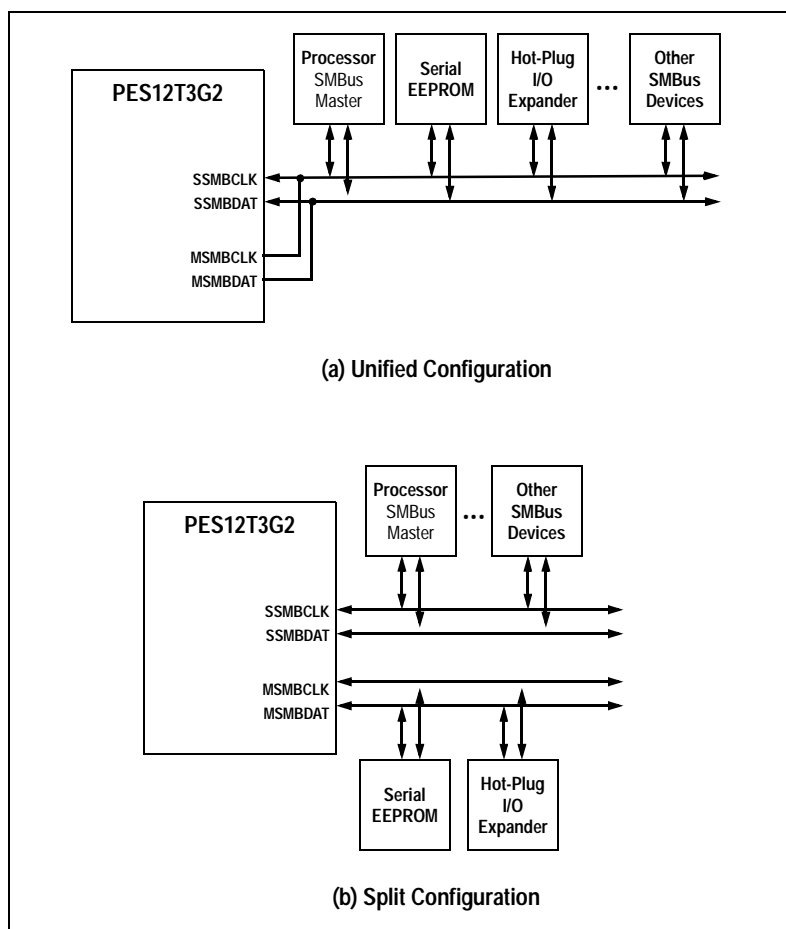 PES12T3G2
Processor
SMBus
Master
Serial
EEPROM
Hot-Plug
I/O
Expander
...
Other
SMBus
Devices
SSMBCLK
SSMBDAT
MSMBCLK
MSMBDAT
(a) Unified Configuration
PES12T3G2
Processor
SMBus
Master
...
Other
SMBus
Devices
SSMBCLK
SSMBDAT
MSMBCLK
MSMBDAT
Serial
EEPROM
Hot-Plug
I/O
Expander
(b) Split Configuration